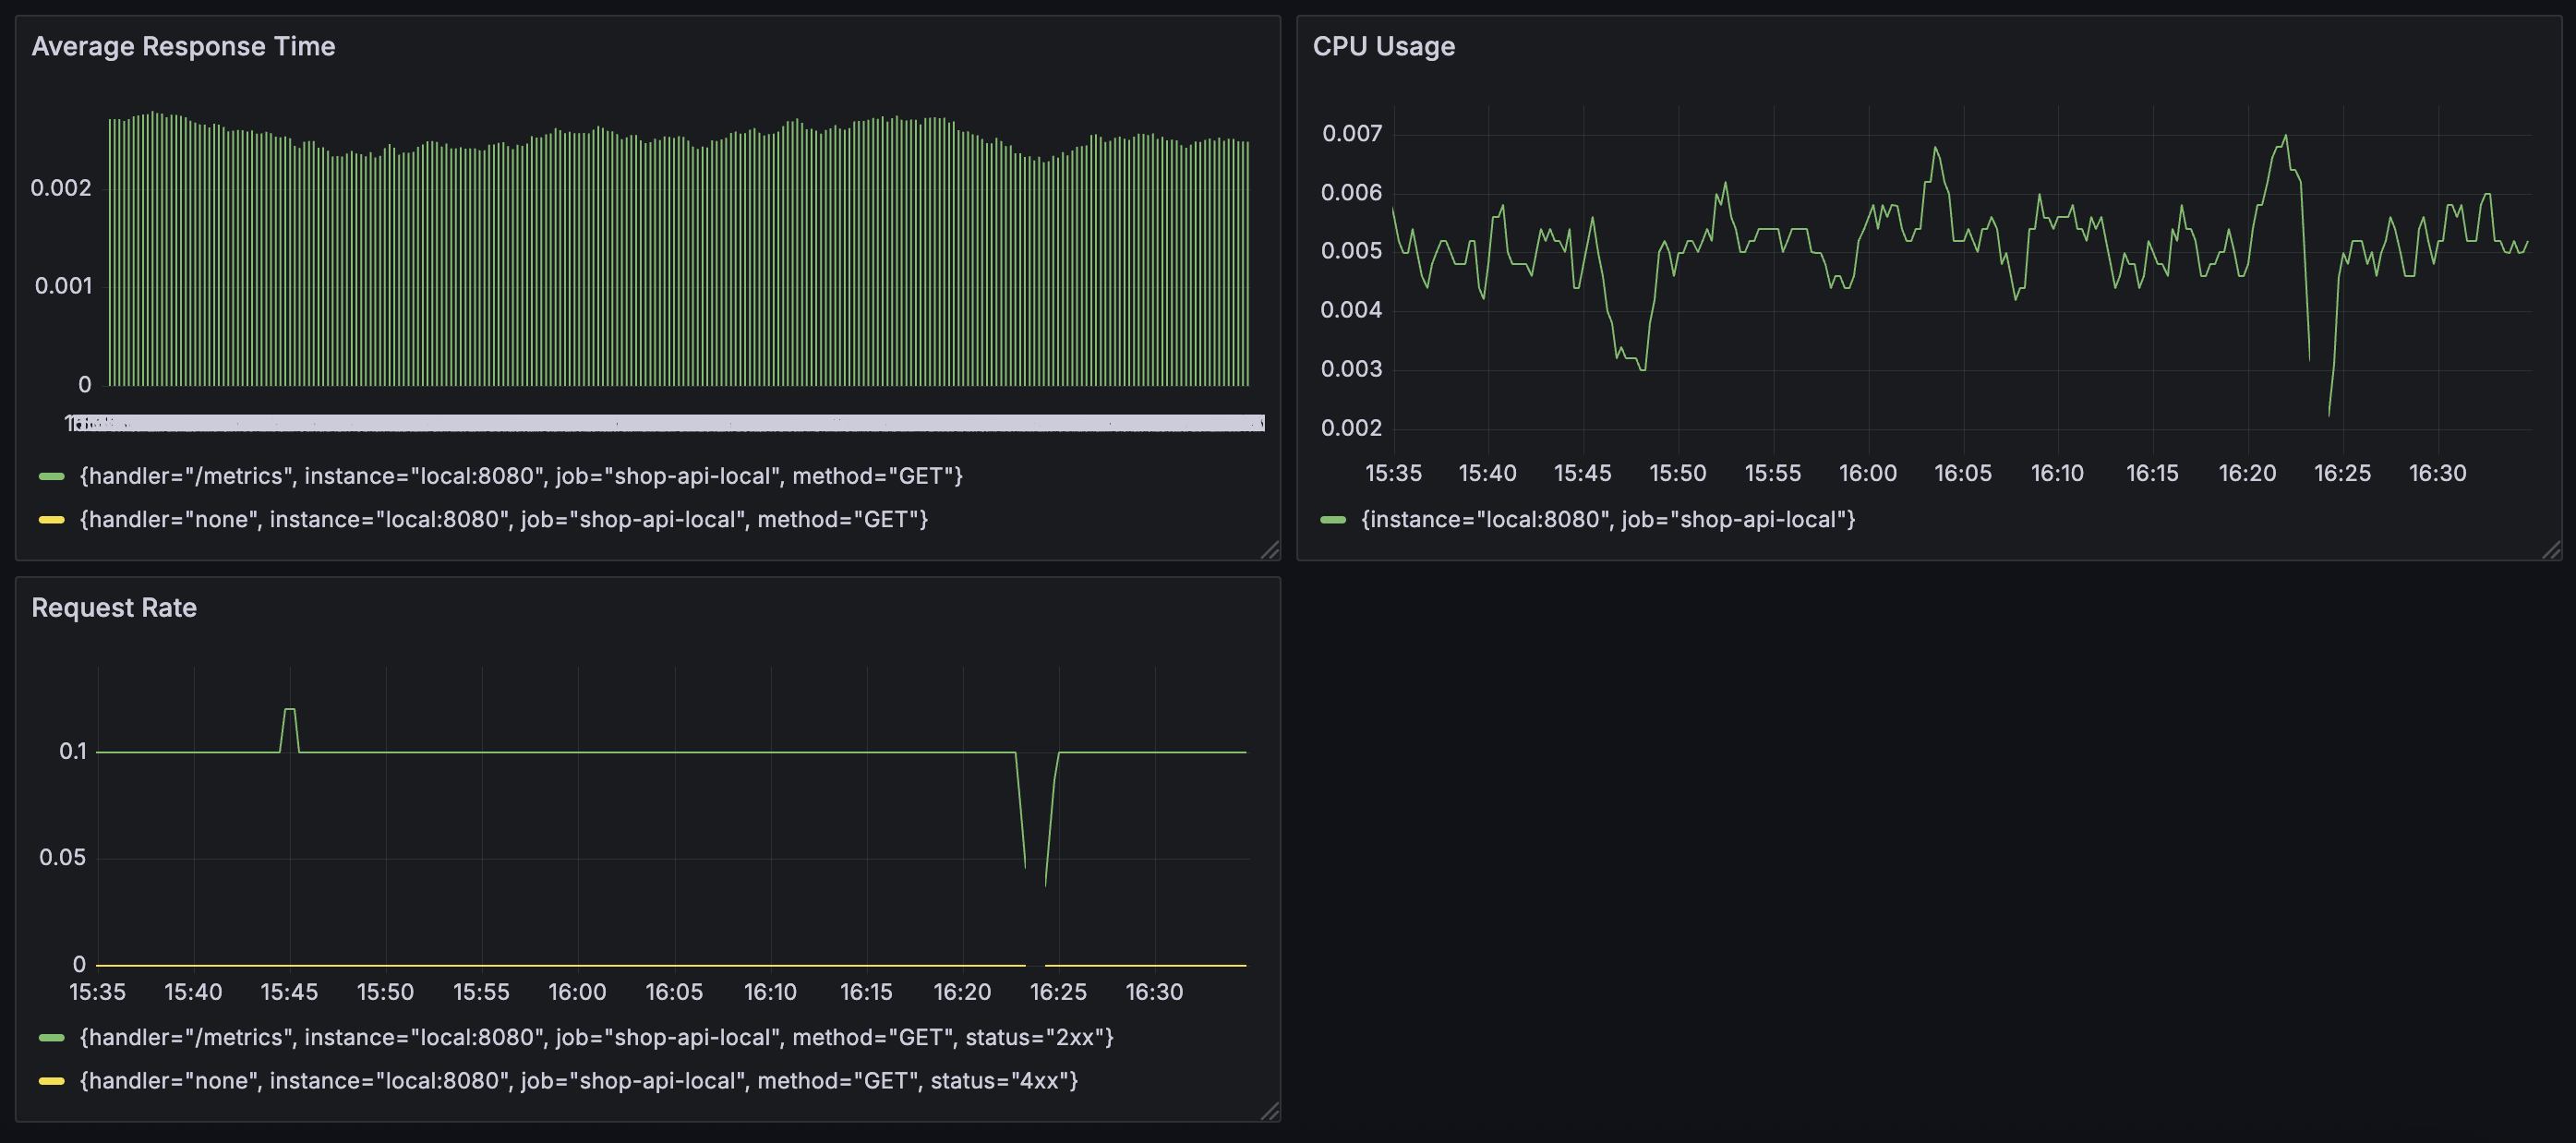 Average Response Time
0.002
0.001
0
{handler="/metrics", instance="local:8080", job="shop-api-local", method="GET"}
{handler="none", instance="local:8080", job="shop-api-local", method="GET"}
CPU Usage
0.007
0.006
0.005
0.004
0.003
0.002
15:35 15:40 15:45 15:50 15:55 16:00 16:05 16:10 16:15 16:20 16:25 16:30
{instance="local:8080", job="shop-api-local"}
Request Rate
0.1
0.05
0
15:35 15:40 15:45 15:50 15:55 16:00 16:05 16:10 16:15 16:20 16:25 16:30
{handler="/metrics", instance="local:8080", job="shop-api-local", method="GET", status="2xx"}
{handler="none", instance="local:8080", job="shop-api-local", method="GET", status="4xx"}